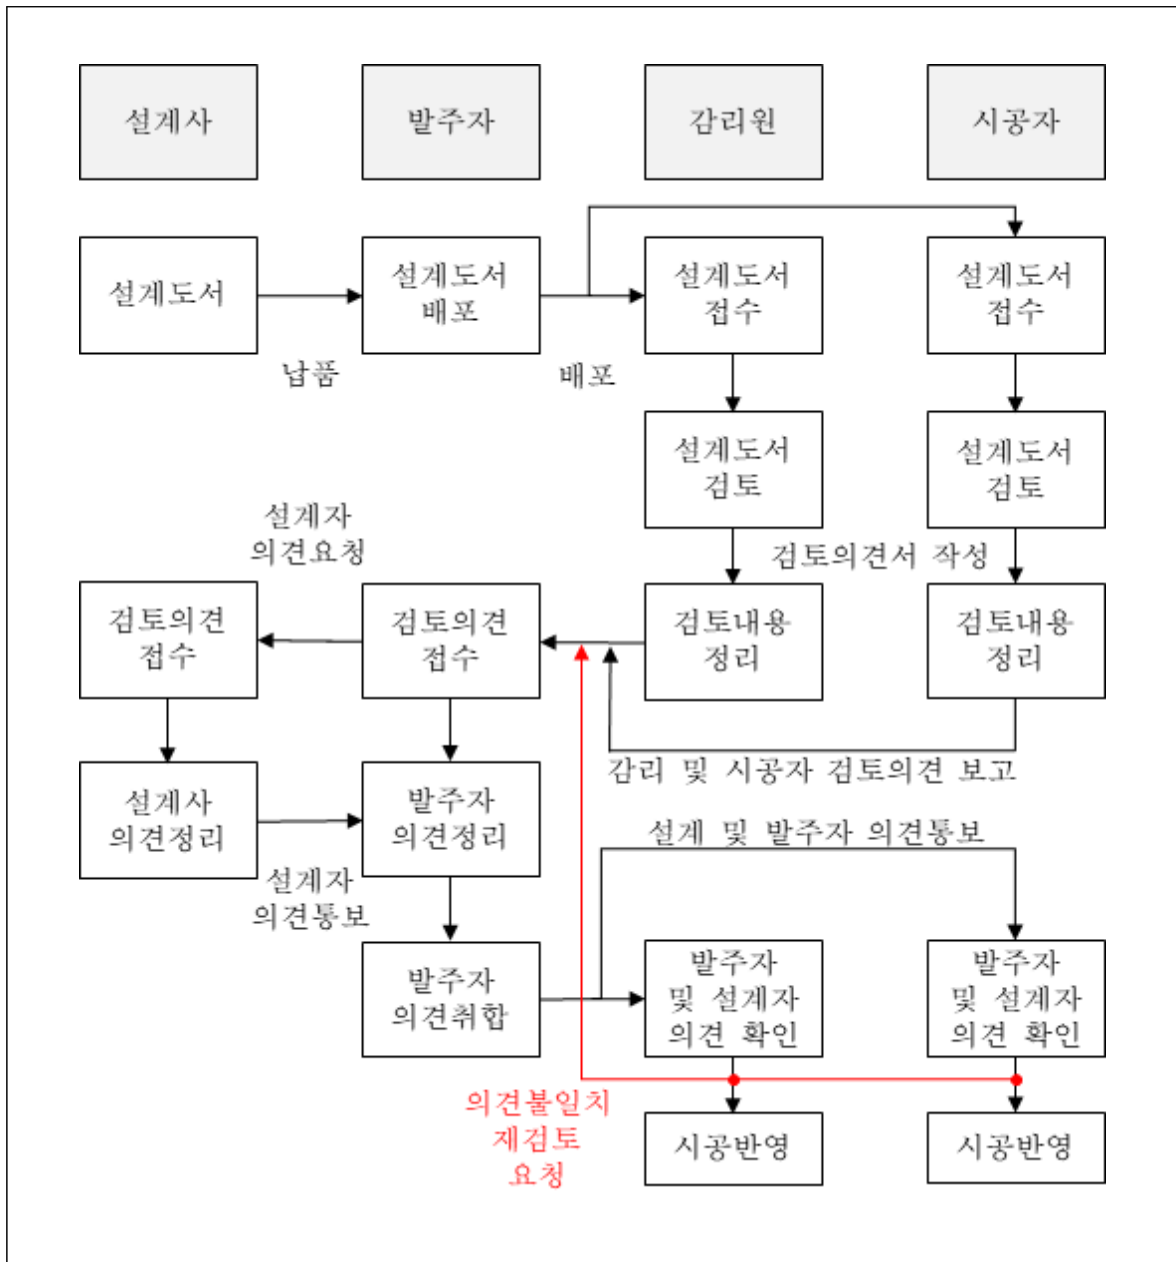 설계사
발주자
감리원
시공자
설계도서
설계도서
배포
설계도서
접수
설계도서
접수
납품
배포
설계도서
검토
설계도서
검토
설계자
의견요청
검토의견서 작성
검토의견
접수
검토의견
접수
검토내용
정리
검토내용
정리
감리 및 시공자 검토의견 보고
설계사
의견정리
발주자
의견정리
설계 및 발주자 의견통보
설계자
의견통보
발주자
의견취합
발주자
및 설계자
의견 확인
발주자
및 설계자
의견 확인
의견불일치
재검토
요청
시공반영
시공반영